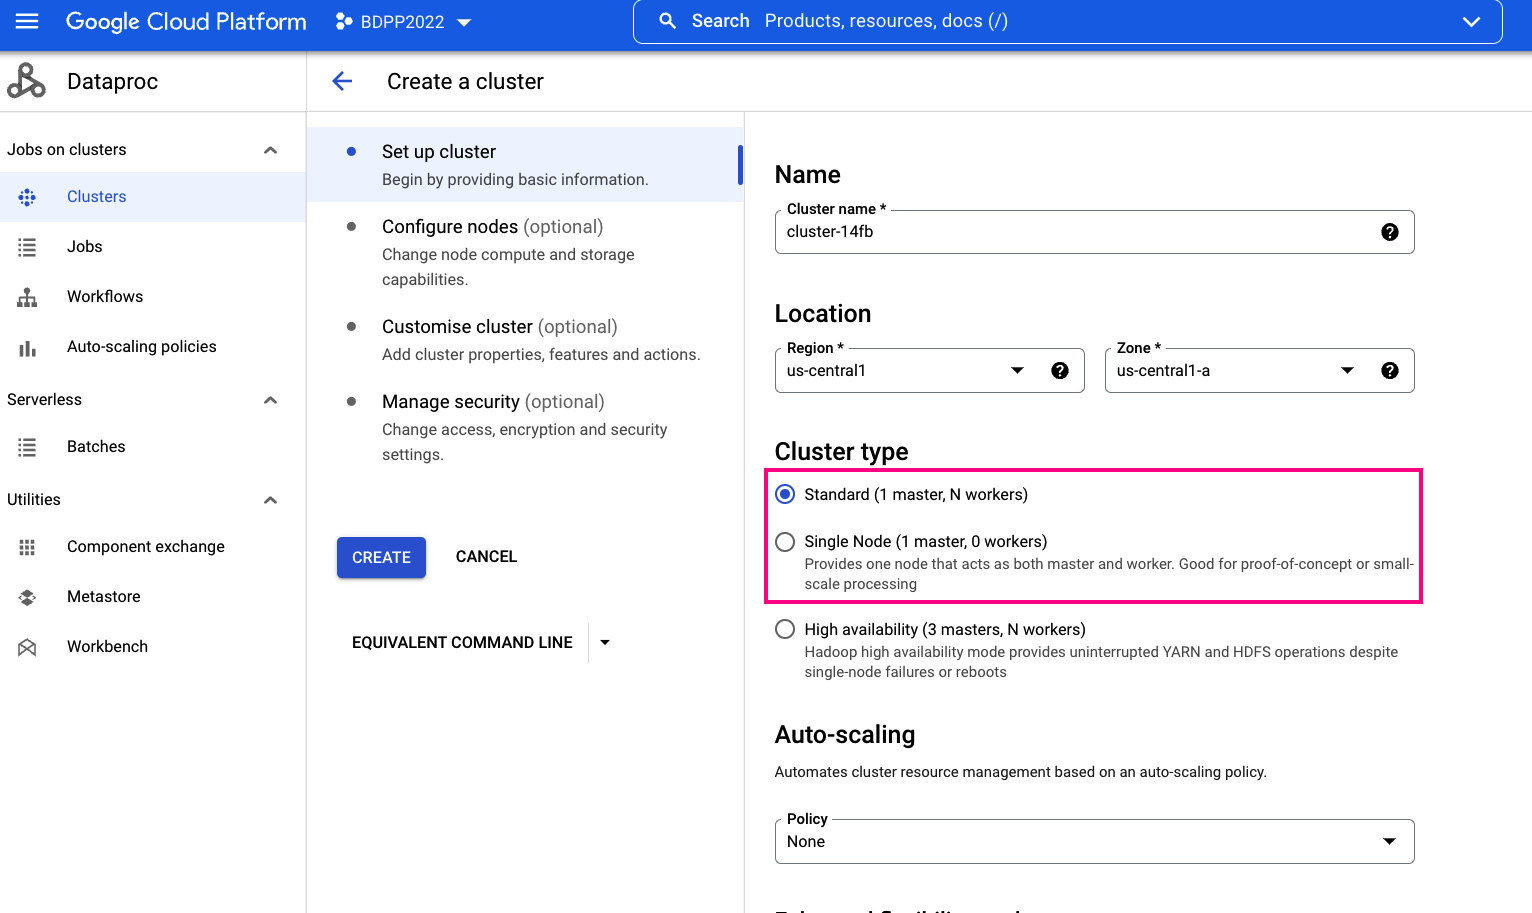 Google Cloud Platform
BDPP2022
Search Products, resources, docs (/)
Dataproc
Create a cluster
Jobs on clusters
Clusters
Jobs
Workflows
Auto-scaling policies
Serverless
Batches
Utilities
Component exchange
Metastore
Workbench
Set up cluster
Begin by providing basic information.
Configure nodes (optional)
Change node compute and storage
capabilities.
Customise cluster (optional)
Add cluster properties, features and actions.
Manage security (optional)
Change access, encryption and security
settings.
CREATE
CANCEL
EQUIVALENT COMMAND LINE
Name
Cluster name *
cluster-14fb
Location
Region *
us-central1
Zone *
us-central1-a
Cluster type
Standard (1 master, N workers)
Single Node (1 master, 0 workers)
Provides one node that acts as both master and worker. Good for proof-of-concept or small-
scale processing
High availability (3 masters, N workers)
Hadoop high availability mode provides uninterrupted YARN and HDFS operations despite
single-node failures or reboots
Auto-scaling
Automates cluster resource management based on an auto-scaling policy.
Policy
None